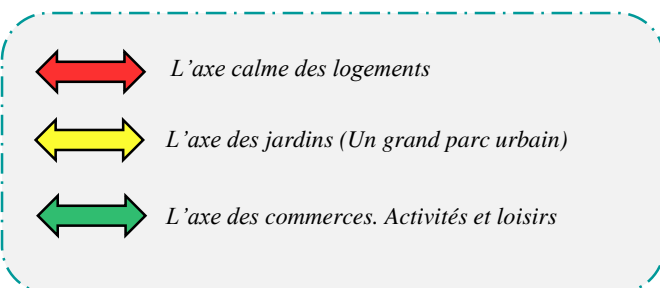 L’axe calme des logements
L’axe des jardins (Un grand parc urbain)
L’axe des commerces. Activités et loisirs